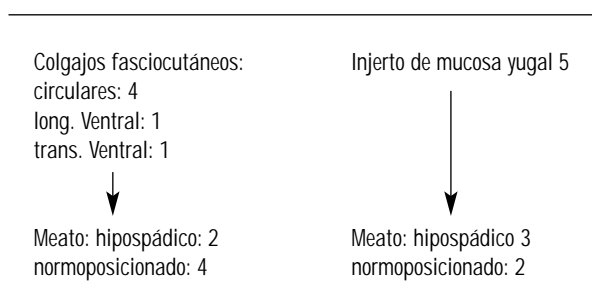 Colgajos fasciocutáneos:
circulares: 4
long. Ventral: 1
trans. Ventral: 1
Meato: hipospádico: 2
normoposicionado: 4
Injerto de mucosa yugal 5
Meato: hipospádico 3
normoposicionado: 2